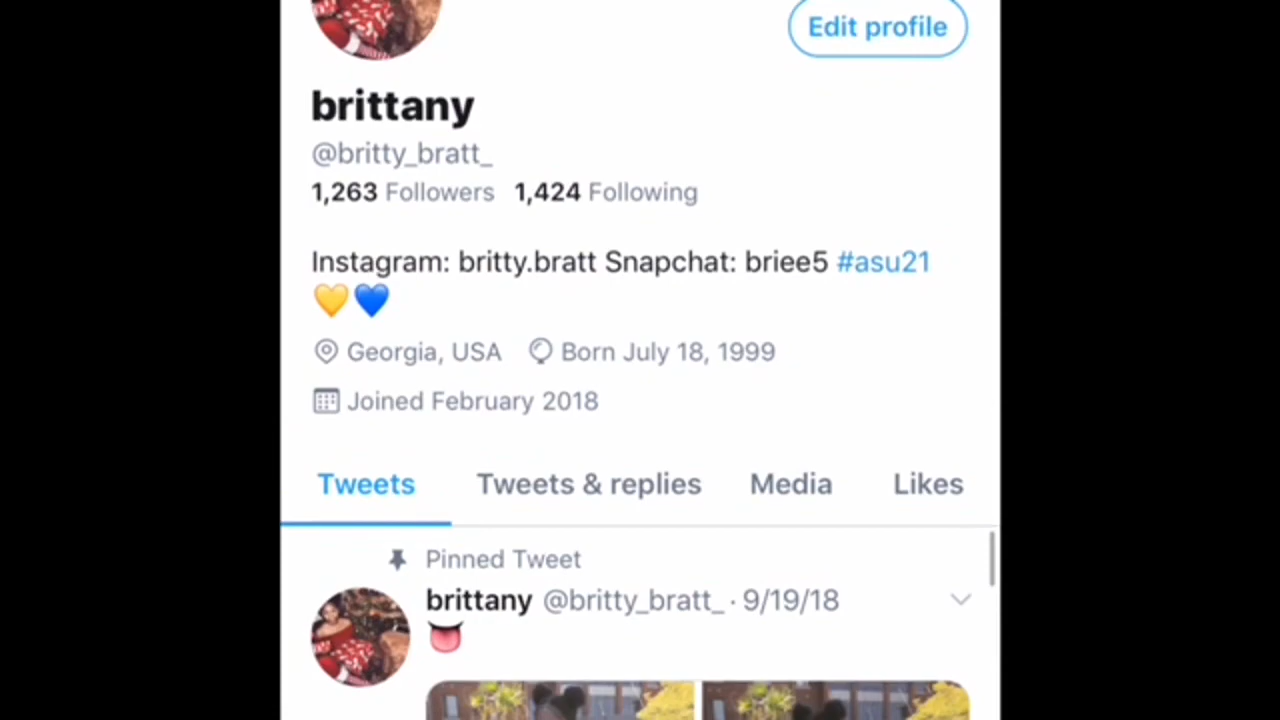 Edit profile
brittany
@britty_bratt_
1,263 Followers 1,424 Following
Instagram: britty.bratt Snapchat: briee5 #asu21
💛💙
Georgia, USA Born July 18, 1999
Joined February 2018
Tweets Tweets & replies Media Likes
Pinned Tweet
brittany @britty_bratt_ · 9/19/18
👅